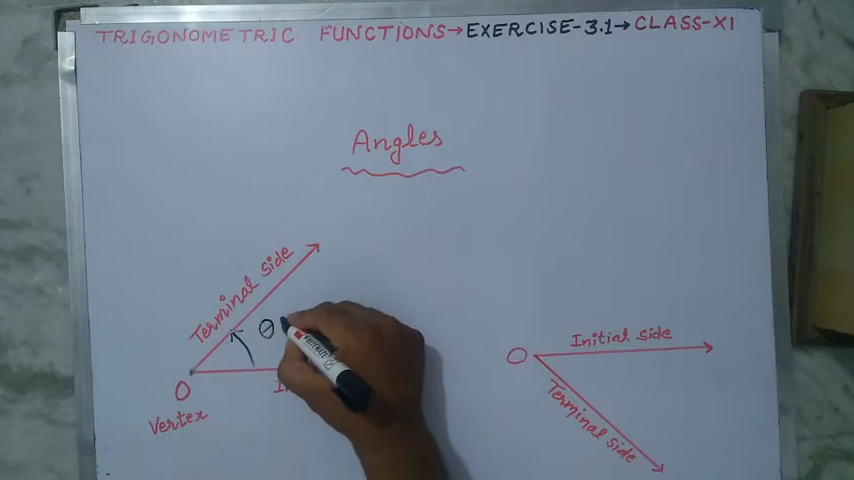 TRIGONOMETRIC FUNCTIONS→EXERCISE-3.1→CLASS-XI
Angles
Terminal side
θ
O
Vertex
O
Initial side
Terminal side